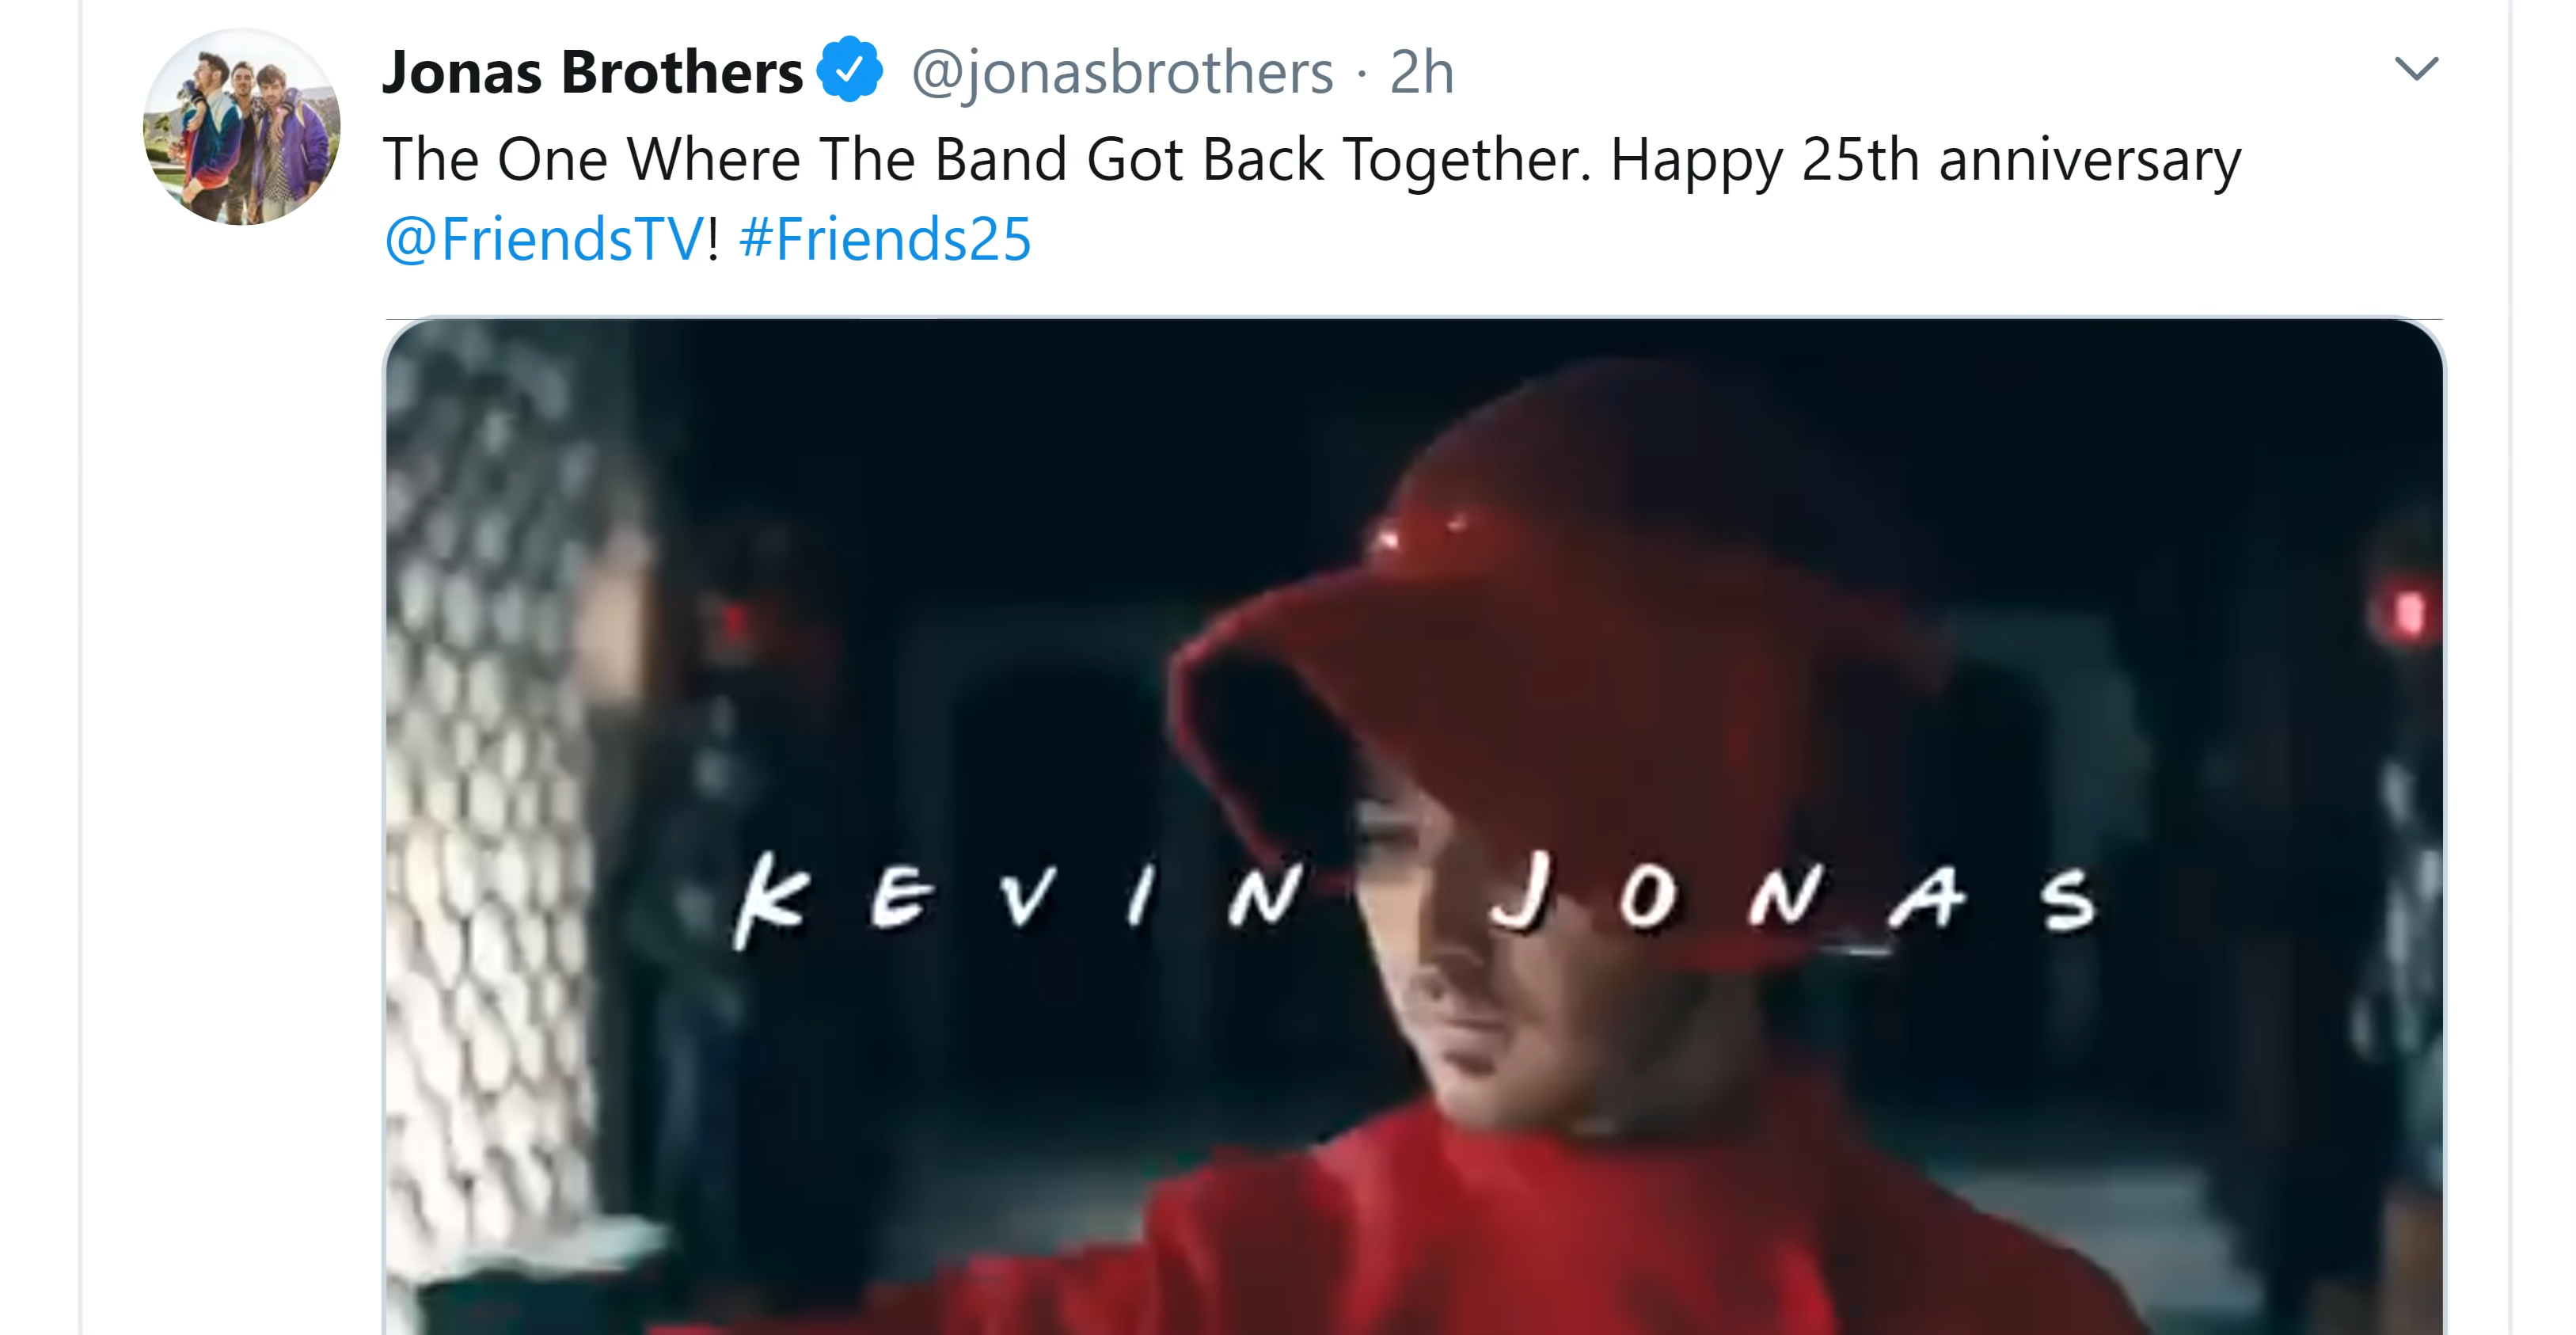 Jonas Brothers @jonasbrothers · 2h
The One Where The Band Got Back Together. Happy 25th anniversary
@FriendsTV! #Friends25
KEVIN JONAS